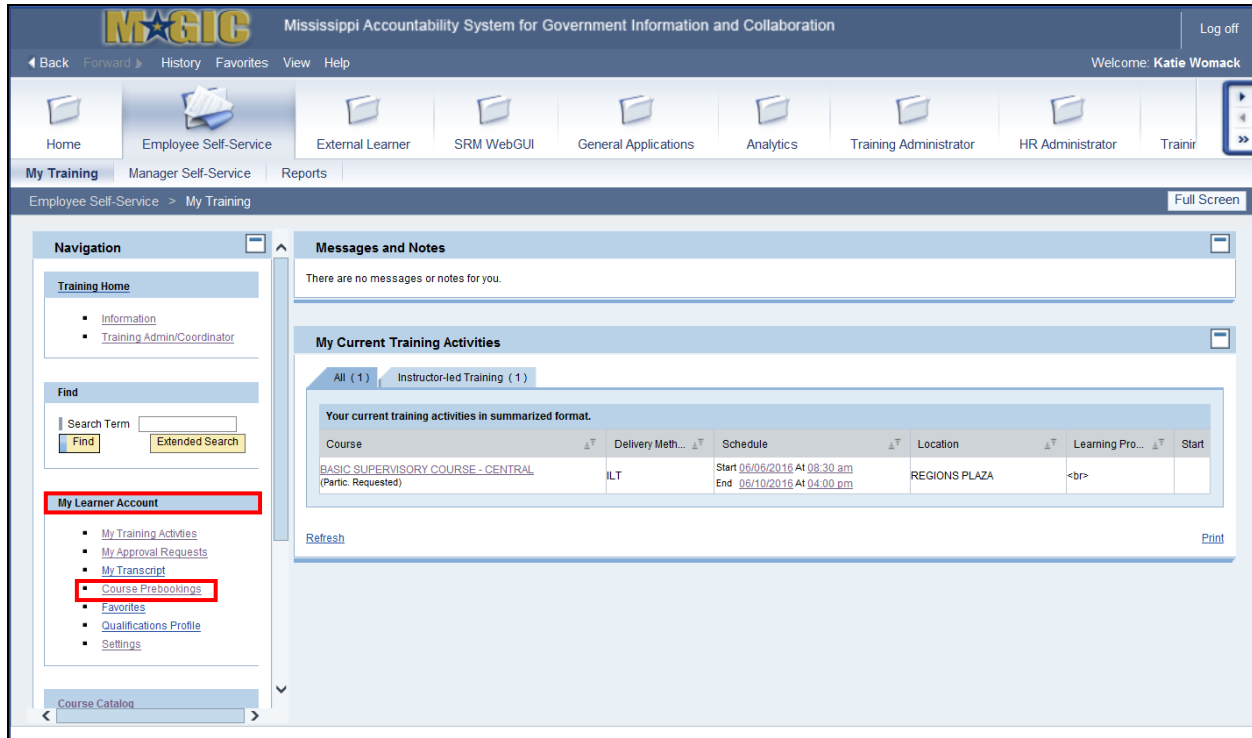 MAGIC Mississippi Accountability System for Government Information and Collaboration Log off
Back Forward History Favorites View Help Welcome: Katie Womack
Home Employee Self-Service External Learner SRM WebGUI General Applications Analytics Training Administrator HR Administrator Trainir
My Training Manager Self-Service Reports
Employee Self-Service > My Training Full Screen
Navigation
Training Home
Information
Training Admin/Coordinator
Find
Search Term
Find Extended Search
My Learner Account
My Training Activties
My Approval Requests
My Transcript
Course Prebookings
Favorites
Qualifications Profile
Settings
Course Catalog
Messages and Notes
There are no messages or notes for you.
My Current Training Activities
All ( 1 ) Instructor-led Training ( 1 )
Your current training activities in summarized format.
Course Delivery Meth... Schedule Location Learning Pro... Start
BASIC SUPERVISORY COURSE - CENTRAL
(Partic. Requested)
ILT
Start 06/06/2016 At 08:30 am
End 06/10/2016 At 04:00 pm
REGIONS PLAZA
<br>
Refresh Print